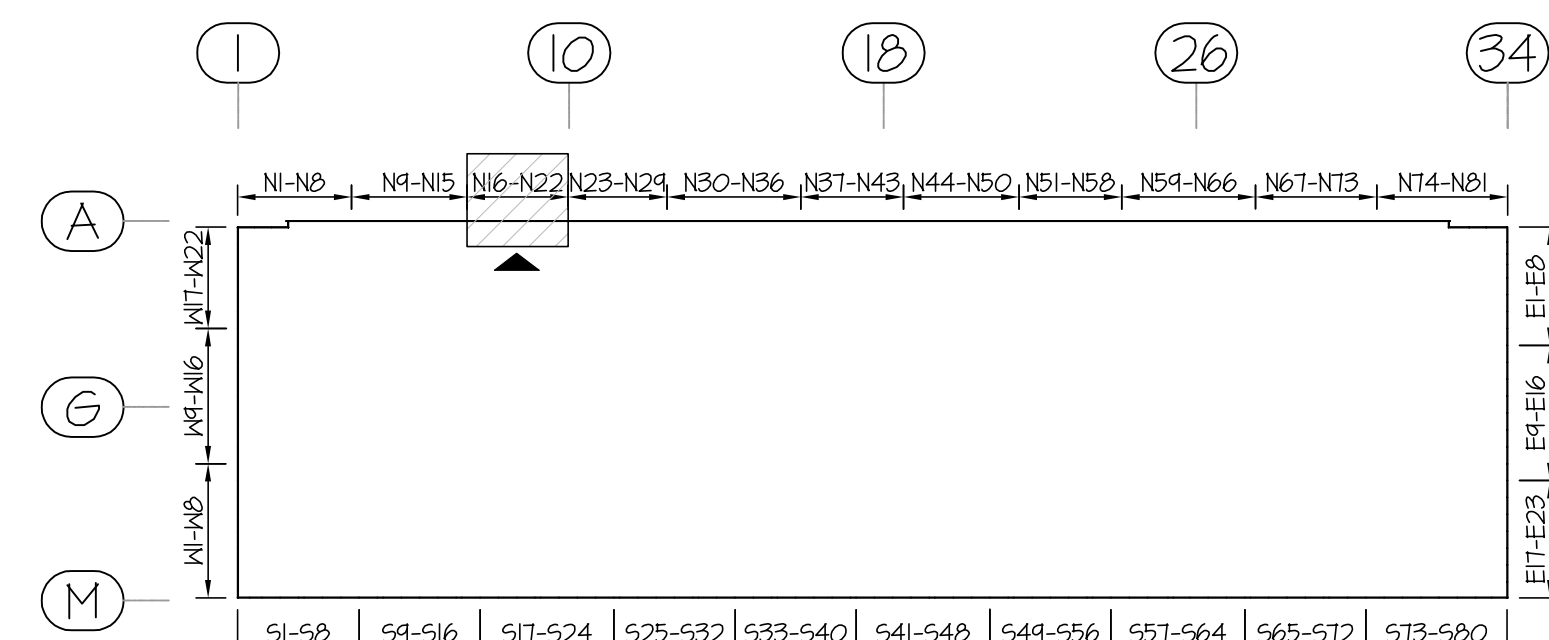 1 10 18 26 34
N1-N8 N9-N15 N16-N22 N23-N29 N30-N36 N37-N43 N44-N50 N51-N58 N59-N66 N67-N73 N74-N81
A
W17-W22
E1-E8
G
W9-W16
E9-E16
W1-W8
E17-E23
M
S1-S8 S9-S16 S17-S24 S25-S32 S33-S40 S41-S48 S49-S56 S57-S64 S65-S72 S73-S80